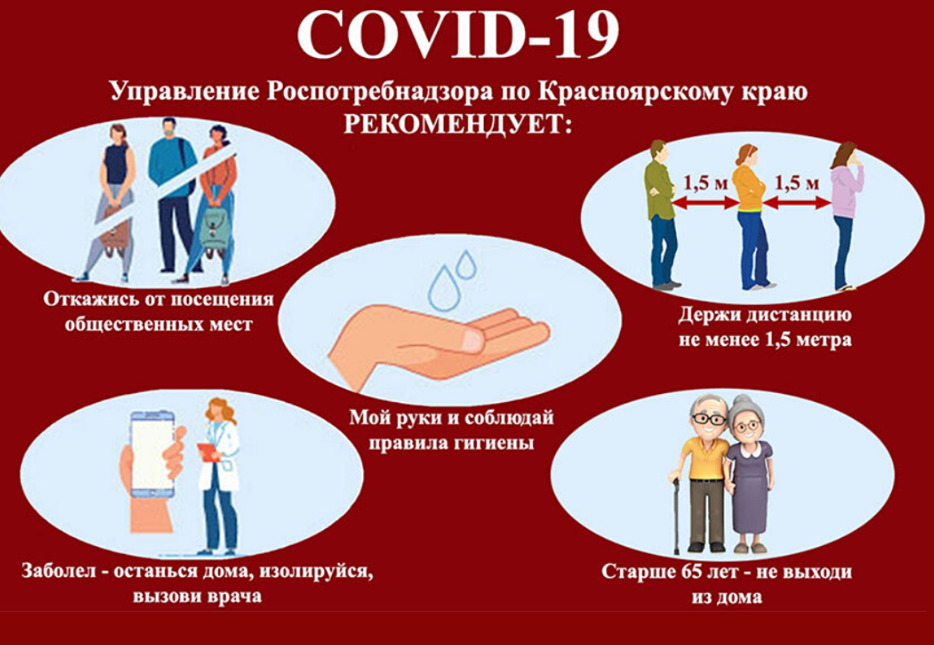 COVID-19
Управление Роспотребнадзора по Красноярскому краю
РЕКОМЕНДУЕТ:
Откажись от посещения
общественных мест
1,5 м
1,5 м
Держи дистанцию
не менее 1,5 метра
Мой руки и соблюдай
правила гигиены
Заболел - останься дома, изолируйся,
вызови врача
Старше 65 лет - не выходи
из дома